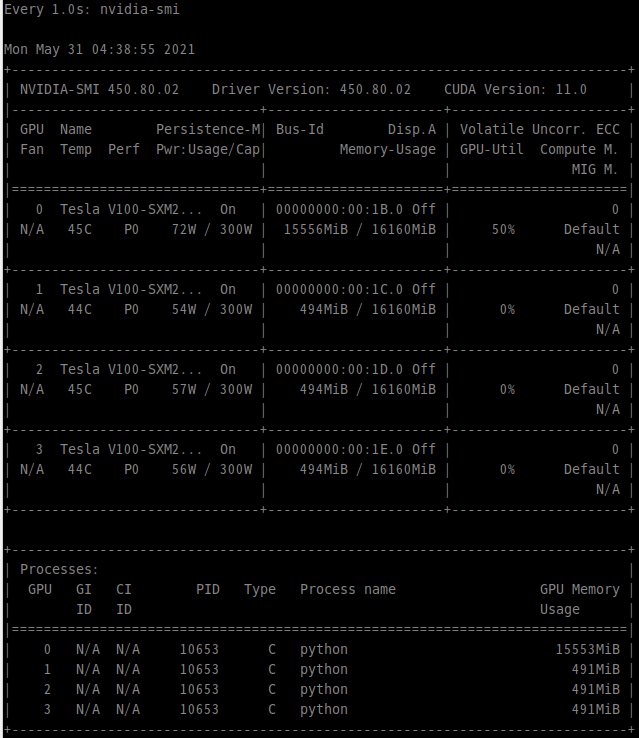 Every 1.0s: nvidia-smi
Mon May 31 04:38:55 2021
+-----------------------------------------------------------------------------+
| NVIDIA-SMI 450.80.02    Driver Version: 450.80.02    CUDA Version: 11.0     |
|-------------------------------+----------------------+----------------------+
| GPU  Name        Persistence-M| Bus-Id        Disp.A | Volatile Uncorr. ECC |
| Fan  Temp  Perf  Pwr:Usage/Cap|         Memory-Usage | GPU-Util  Compute M. |
|                               |                      |               MIG M. |
|===============================+======================+======================|
|   0  Tesla V100-SXM2...  On   | 00000000:00:1B.0 Off |                    0 |
| N/A   45C    P0    72W / 300W |  15556MiB / 16160MiB |     50%      Default |
|                               |                      |                  N/A |
+-------------------------------+----------------------+----------------------+
|   1  Tesla V100-SXM2...  On   | 00000000:00:1C.0 Off |                    0 |
| N/A   44C    P0    54W / 300W |    494MiB / 16160MiB |      0%      Default |
|                               |                      |                  N/A |
+-------------------------------+----------------------+----------------------+
|   2  Tesla V100-SXM2...  On   | 00000000:00:1D.0 Off |                    0 |
| N/A   45C    P0    57W / 300W |    494MiB / 16160MiB |      0%      Default |
|                               |                      |                  N/A |
+-------------------------------+----------------------+----------------------+
|   3  Tesla V100-SXM2...  On   | 00000000:00:1E.0 Off |                    0 |
| N/A   44C    P0    56W / 300W |    494MiB / 16160MiB |      0%      Default |
|                               |                      |                  N/A |
+-------------------------------+----------------------+----------------------+
+-----------------------------------------------------------------------------+
| Processes:                                                                  |
|  GPU   GI   CI        PID   Type   Process name                  GPU Memory |
|        ID   ID                                                   Usage      |
|=============================================================================|
|    0   N/A  N/A     10653      C   python                          15553MiB |
|    1   N/A  N/A     10653      C   python                            491MiB |
|    2   N/A  N/A     10653      C   python                            491MiB |
|    3   N/A  N/A     10653      C   python                            491MiB |
+-----------------------------------------------------------------------------+